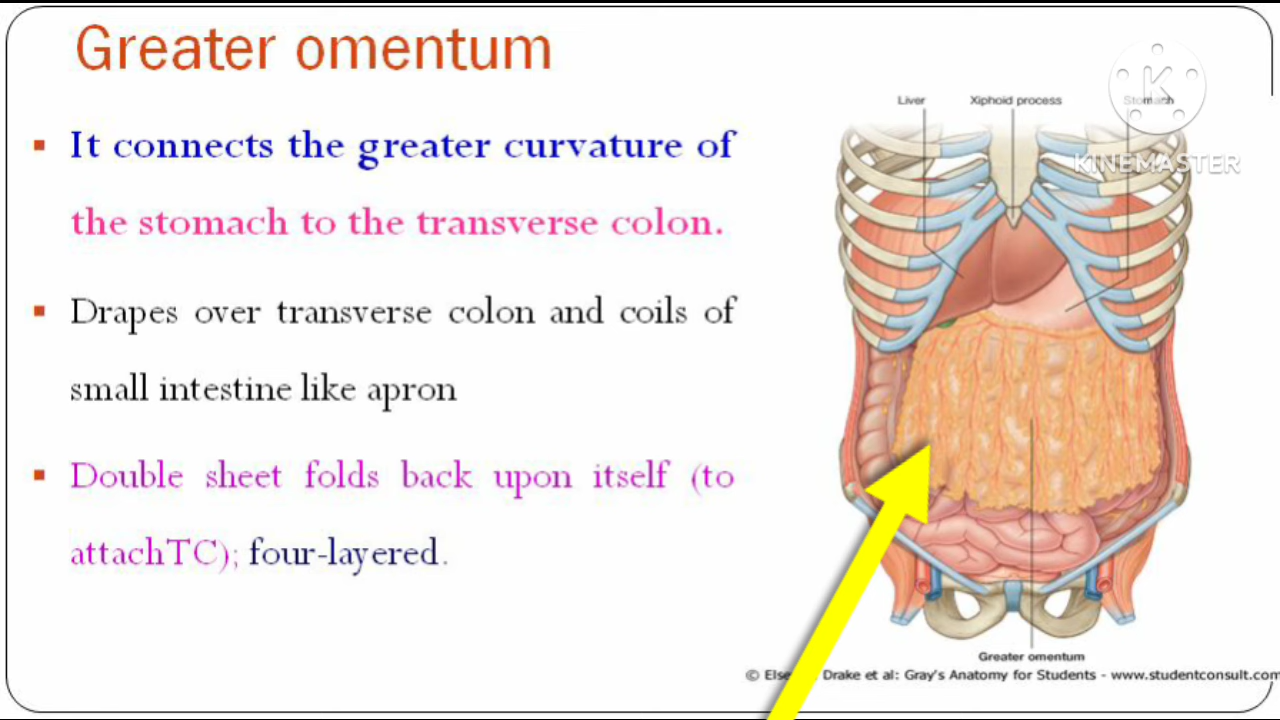 Greater omentum
It connects the greater curvature of
the stomach to the transverse colon.
Drapes over transverse colon and coils of
small intestine like apron
Double sheet folds back upon itself (to
attachTC); four-layered.
Liver
Xiphoid process
Stomach
K
KINEMASTER
Greater omentum
© Drake et al: Gray's Anatomy for Students - www.studentconsult.com